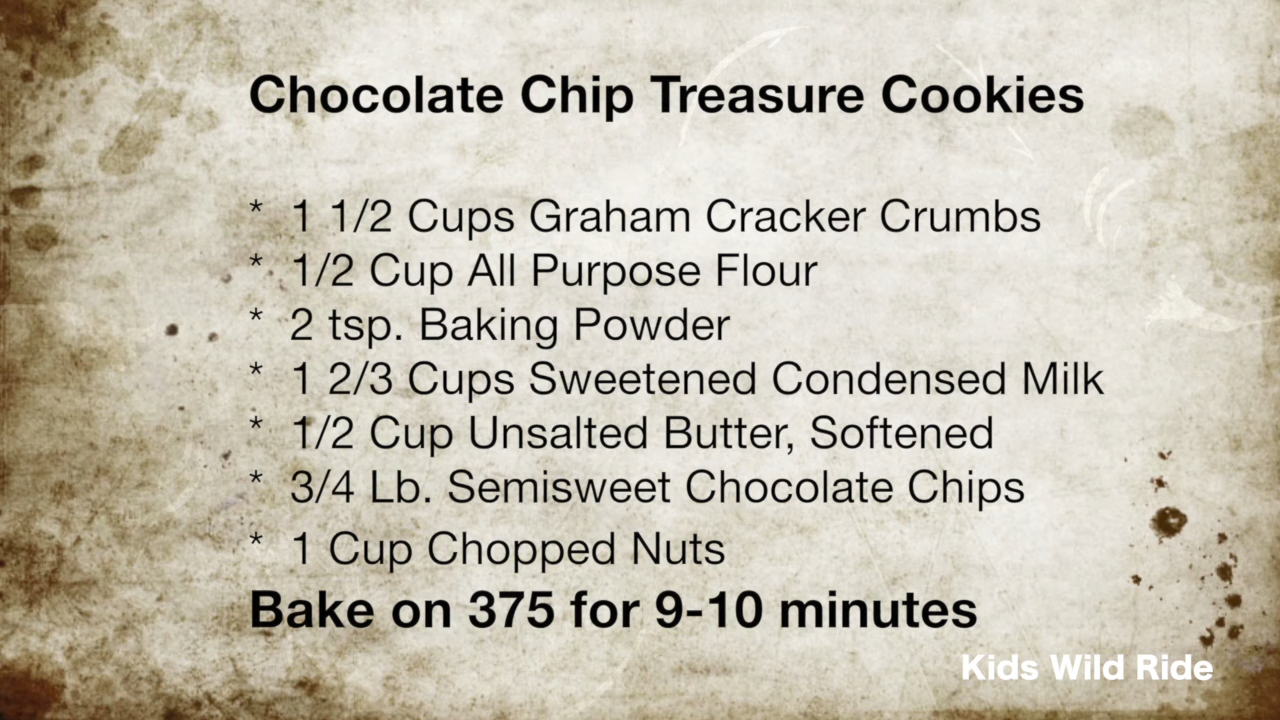 Chocolate Chip Treasure Cookies
* 1 1/2 Cups Graham Cracker Crumbs
* 1/2 Cup All Purpose Flour
* 2 tsp. Baking Powder
* 1 2/3 Cups Sweetened Condensed Milk
* 1/2 Cup Unsalted Butter, Softened
* 3/4 Lb. Semisweet Chocolate Chips
* 1 Cup Chopped Nuts
Bake on 375 for 9-10 minutes
Kids Wild Ride